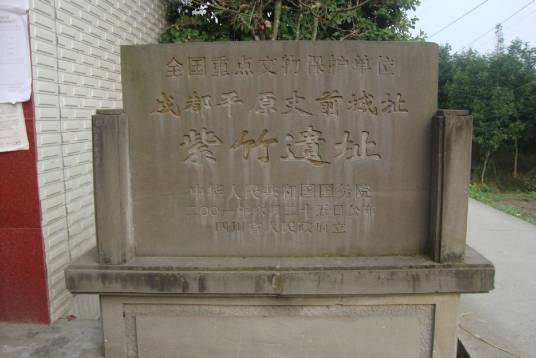 全国重点文物保护单位
成都平原史前城址
紫竹遗址
中华人民共和国国务院
二〇〇一年六月二十五日公布
四川省人民政府立